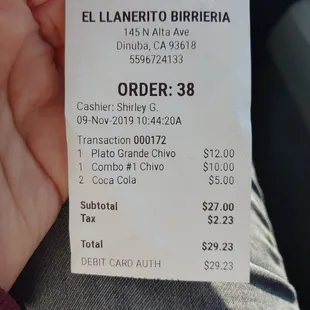 EL LLANERITO BIRRIERIA
145 N Alta Ave
Dinuba, CA 93618
5596724133
ORDER: 38
Cashier: Shirley G.
09-Nov-2019 10:44:20A
Transaction 000172
1 Plato Grande Chivo $12.00
1 Combo #1 Chivo $10.00
2 Coca Cola $5.00
Subtotal $27.00
Tax $2.23
Total $29.23
DEBIT CARD AUTH $29.23